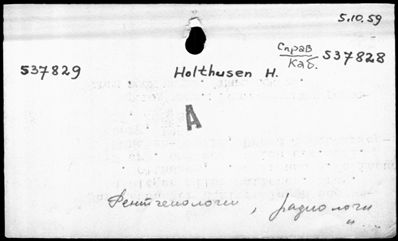 5.10.59
537829 Holthusen H. Справ Каб. 537828
A
Рентгенологи, радиологи
"